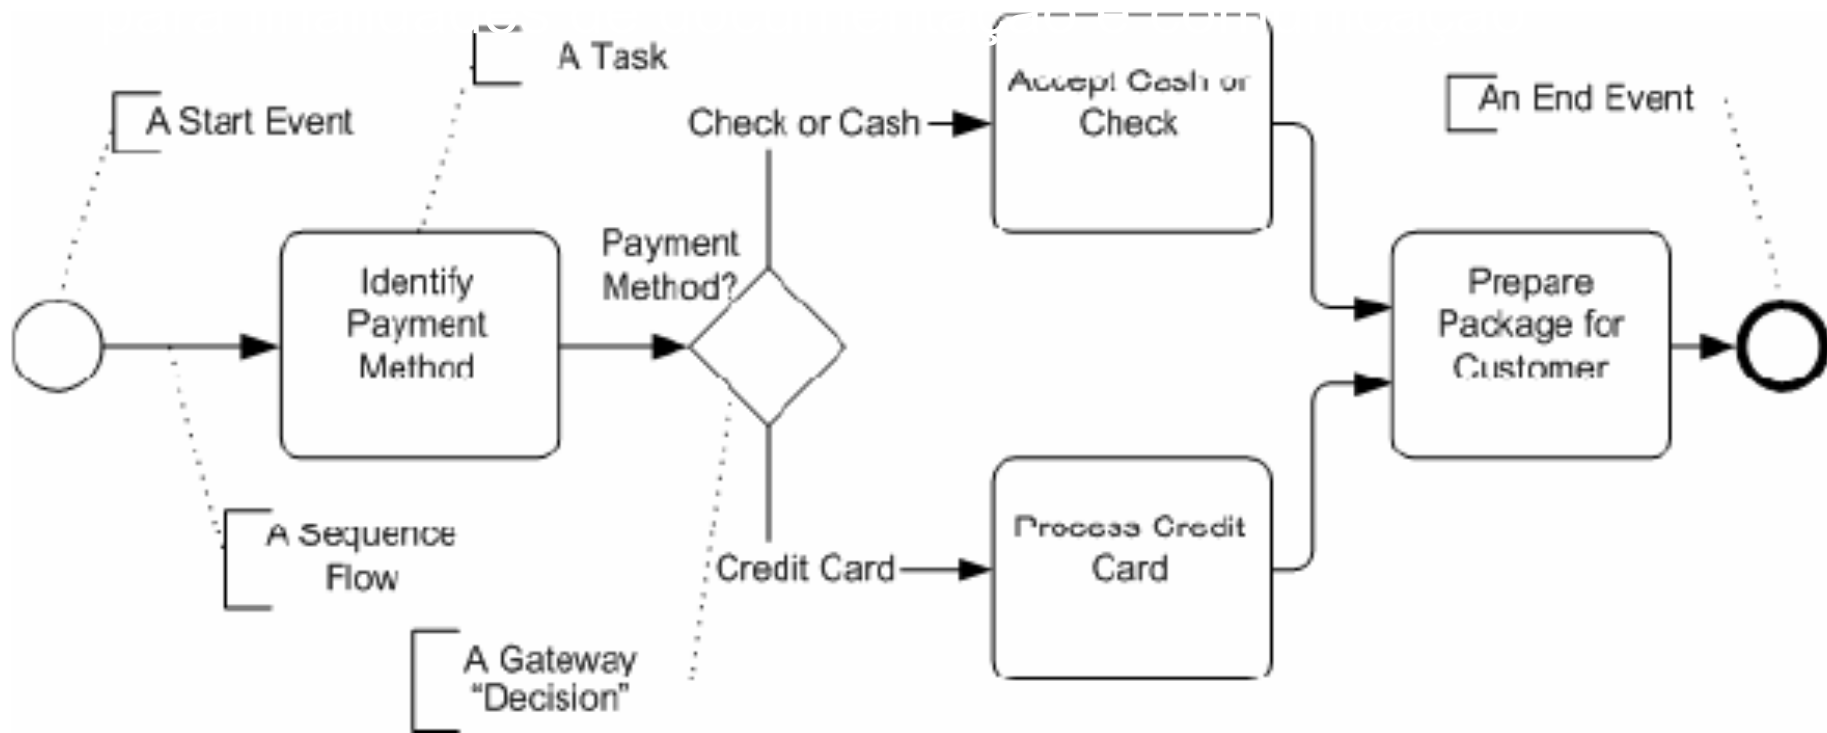 A Task
A Start Event
An End Event
Check or Cash
Accept Cash or
Check
Payment
Method?
Identify
Payment
Method
Prepare
Package for
Customer
A Sequence
Flow
Credit Card
Process Credit
Card
A Gateway
“Decision”